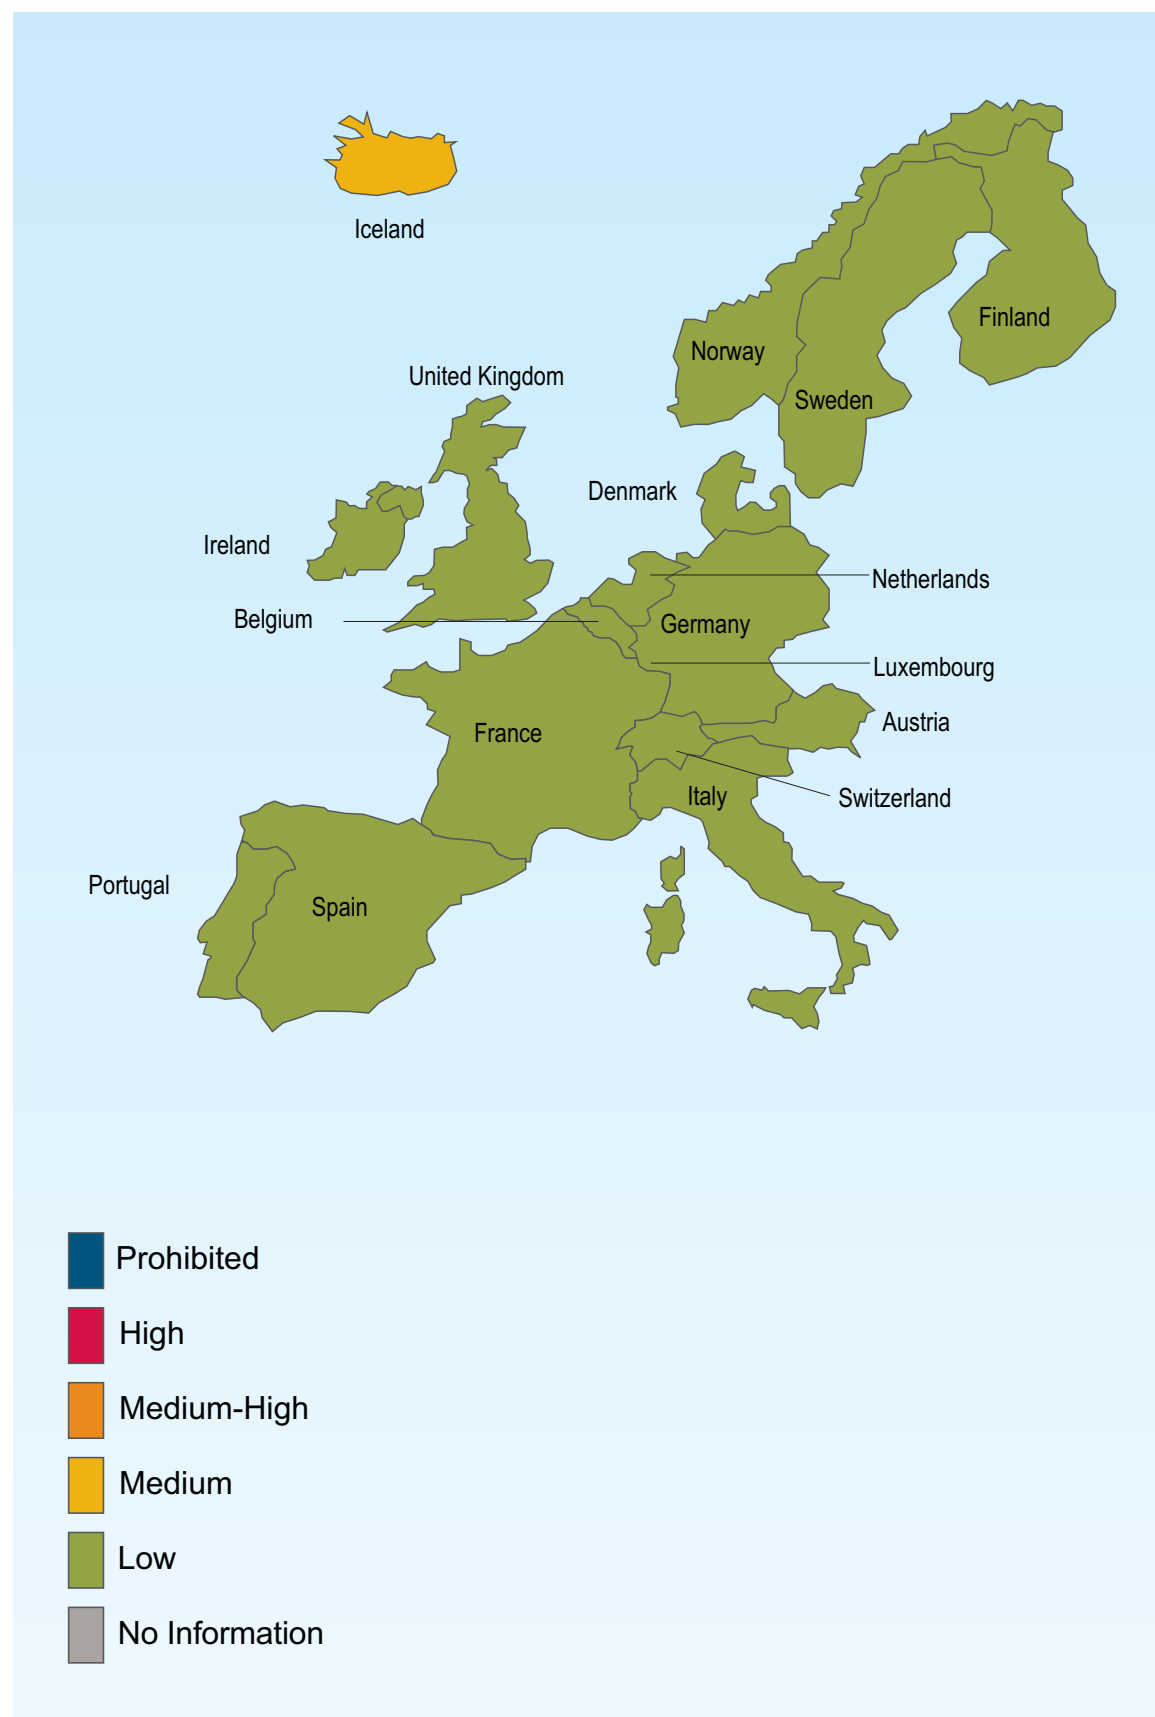 Iceland
Finland
Norway
United Kingdom
Sweden
Denmark
Ireland
Netherlands
Belgium
Germany
Luxembourg
Austria
France
Switzerland
Italy
Portugal
Spain
Prohibited
High
Medium-High
Medium
Low
No Information